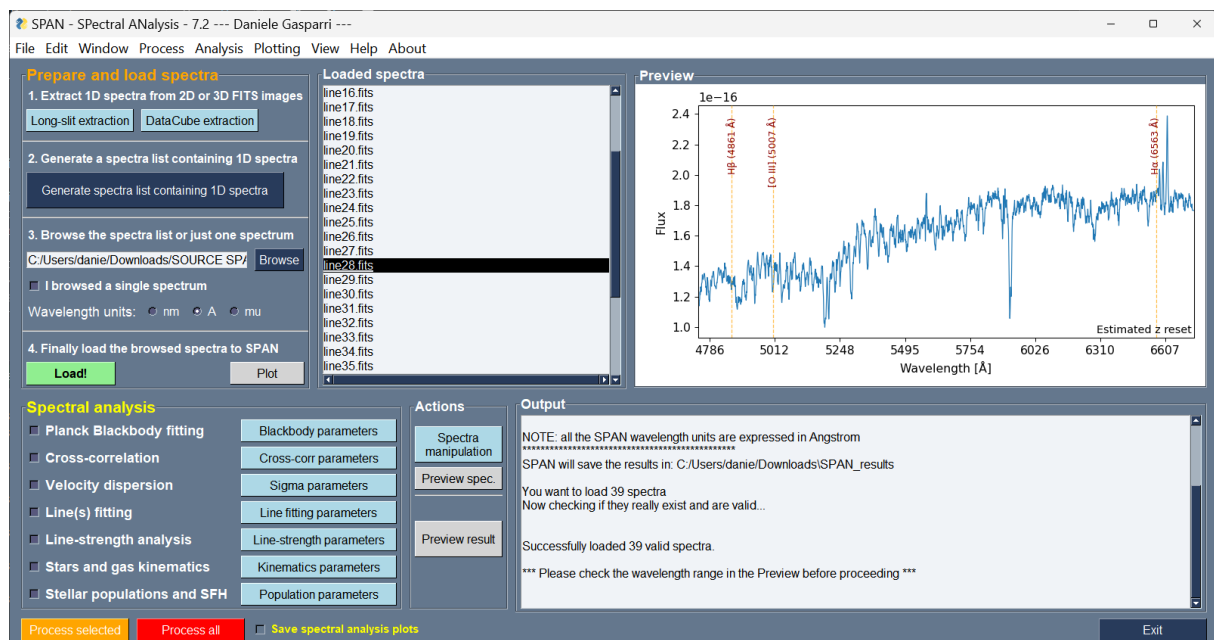 SPAN - SPectral ANalysis - 7.2 --- Daniele Gasparri ---
File Edit Window Process Analysis Plotting View Help About
Prepare and load spectra
1. Extract 1D spectra from 2D or 3D FITS images
Long-slit extraction DataCube extraction
2. Generate a spectra list containing 1D spectra
Generate spectra list containing 1D spectra
3. Browse the spectra list or just one spectrum
C:/Users/danie/Downloads/SOURCE SPA Browse
I browsed a single spectrum
Wavelength units: nm A mu
4. Finally load the browsed spectra to SPAN
Load! Plot
Loaded spectra
line16.fits
line17.fits
line18.fits
line19.fits
line20.fits
line21.fits
line22.fits
line23.fits
line24.fits
line25.fits
line26.fits
line27.fits
line28.fits
line29.fits
line30.fits
line31.fits
line32.fits
line33.fits
line34.fits
line35.fits
Preview
1e−16
2.4
2.2
2.0
1.8
1.6
1.4
1.2
1.0
Flux
Hβ (4861 Å)
[O III] (5007 Å)
Hα (6563 Å)
Estimated z reset
4786 5012 5248 5495 5754 6026 6310 6607
Wavelength [Å]
Spectral analysis
Planck Blackbody fitting Blackbody parameters
Cross-correlation Cross-corr parameters
Velocity dispersion Sigma parameters
Line(s) fitting Line fitting parameters
Line-strength analysis Line-strength parameters
Stars and gas kinematics Kinematics parameters
Stellar populations and SFH Population parameters
Actions
Spectra
manipulation
Preview spec.
Preview result
Output
NOTE: all the SPAN wavelength units are expressed in Angstrom
***********************************************
SPAN will save the results in: C:/Users/danie/Downloads\SPAN_results
You want to load 39 spectra
Now checking if they really exist and are valid...
Successfully loaded 39 valid spectra.
*** Please check the wavelength range in the Preview before proceeding ***
Process selected Process all Save spectral analysis plots Exit